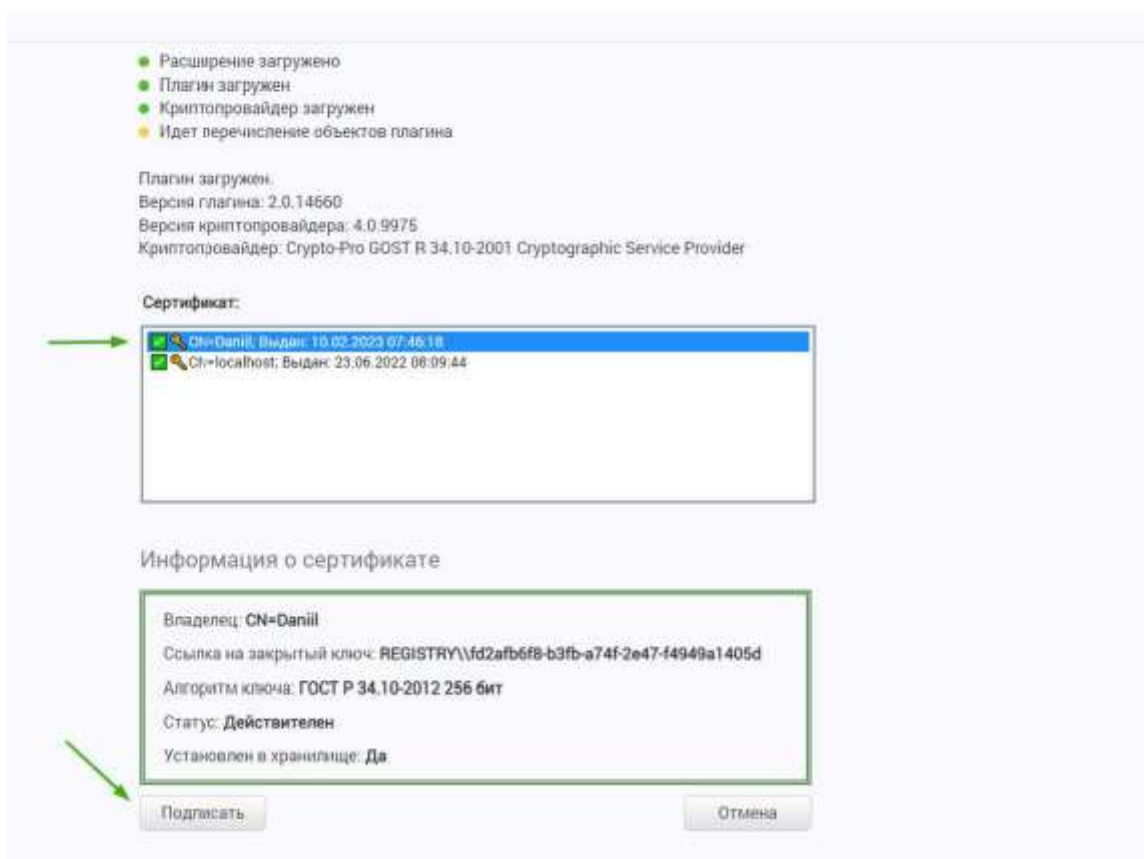 Расширение загружено
Плагин загружен
Криптопровайдер загружен
Идет перечисление объектов плагина
Плагин загружен.
Версия плагина: 2.0.14660
Версия криптопровайдера: 4.0.9975
Криптопровайдер: Crypto-Pro GOST R 34.10-2001 Cryptographic Service Provider
Сертификат:
CN=Daniil; Выдан: 10.02.2023 07:46:18
CN=localhost; Выдан: 23.06.2022 08:09:44
Информация о сертификате
Владелец: CN=Daniil
Ссылка на закрытый ключ: REGISTRY\\fd2afb6f8-b3fb-a74f-2e47-f4949a1405d
Алгоритм ключа: ГОСТ Р 34.10-2012 256 бит
Статус: Действителен
Установлен в хранилище: Да
Подписать
Отмена